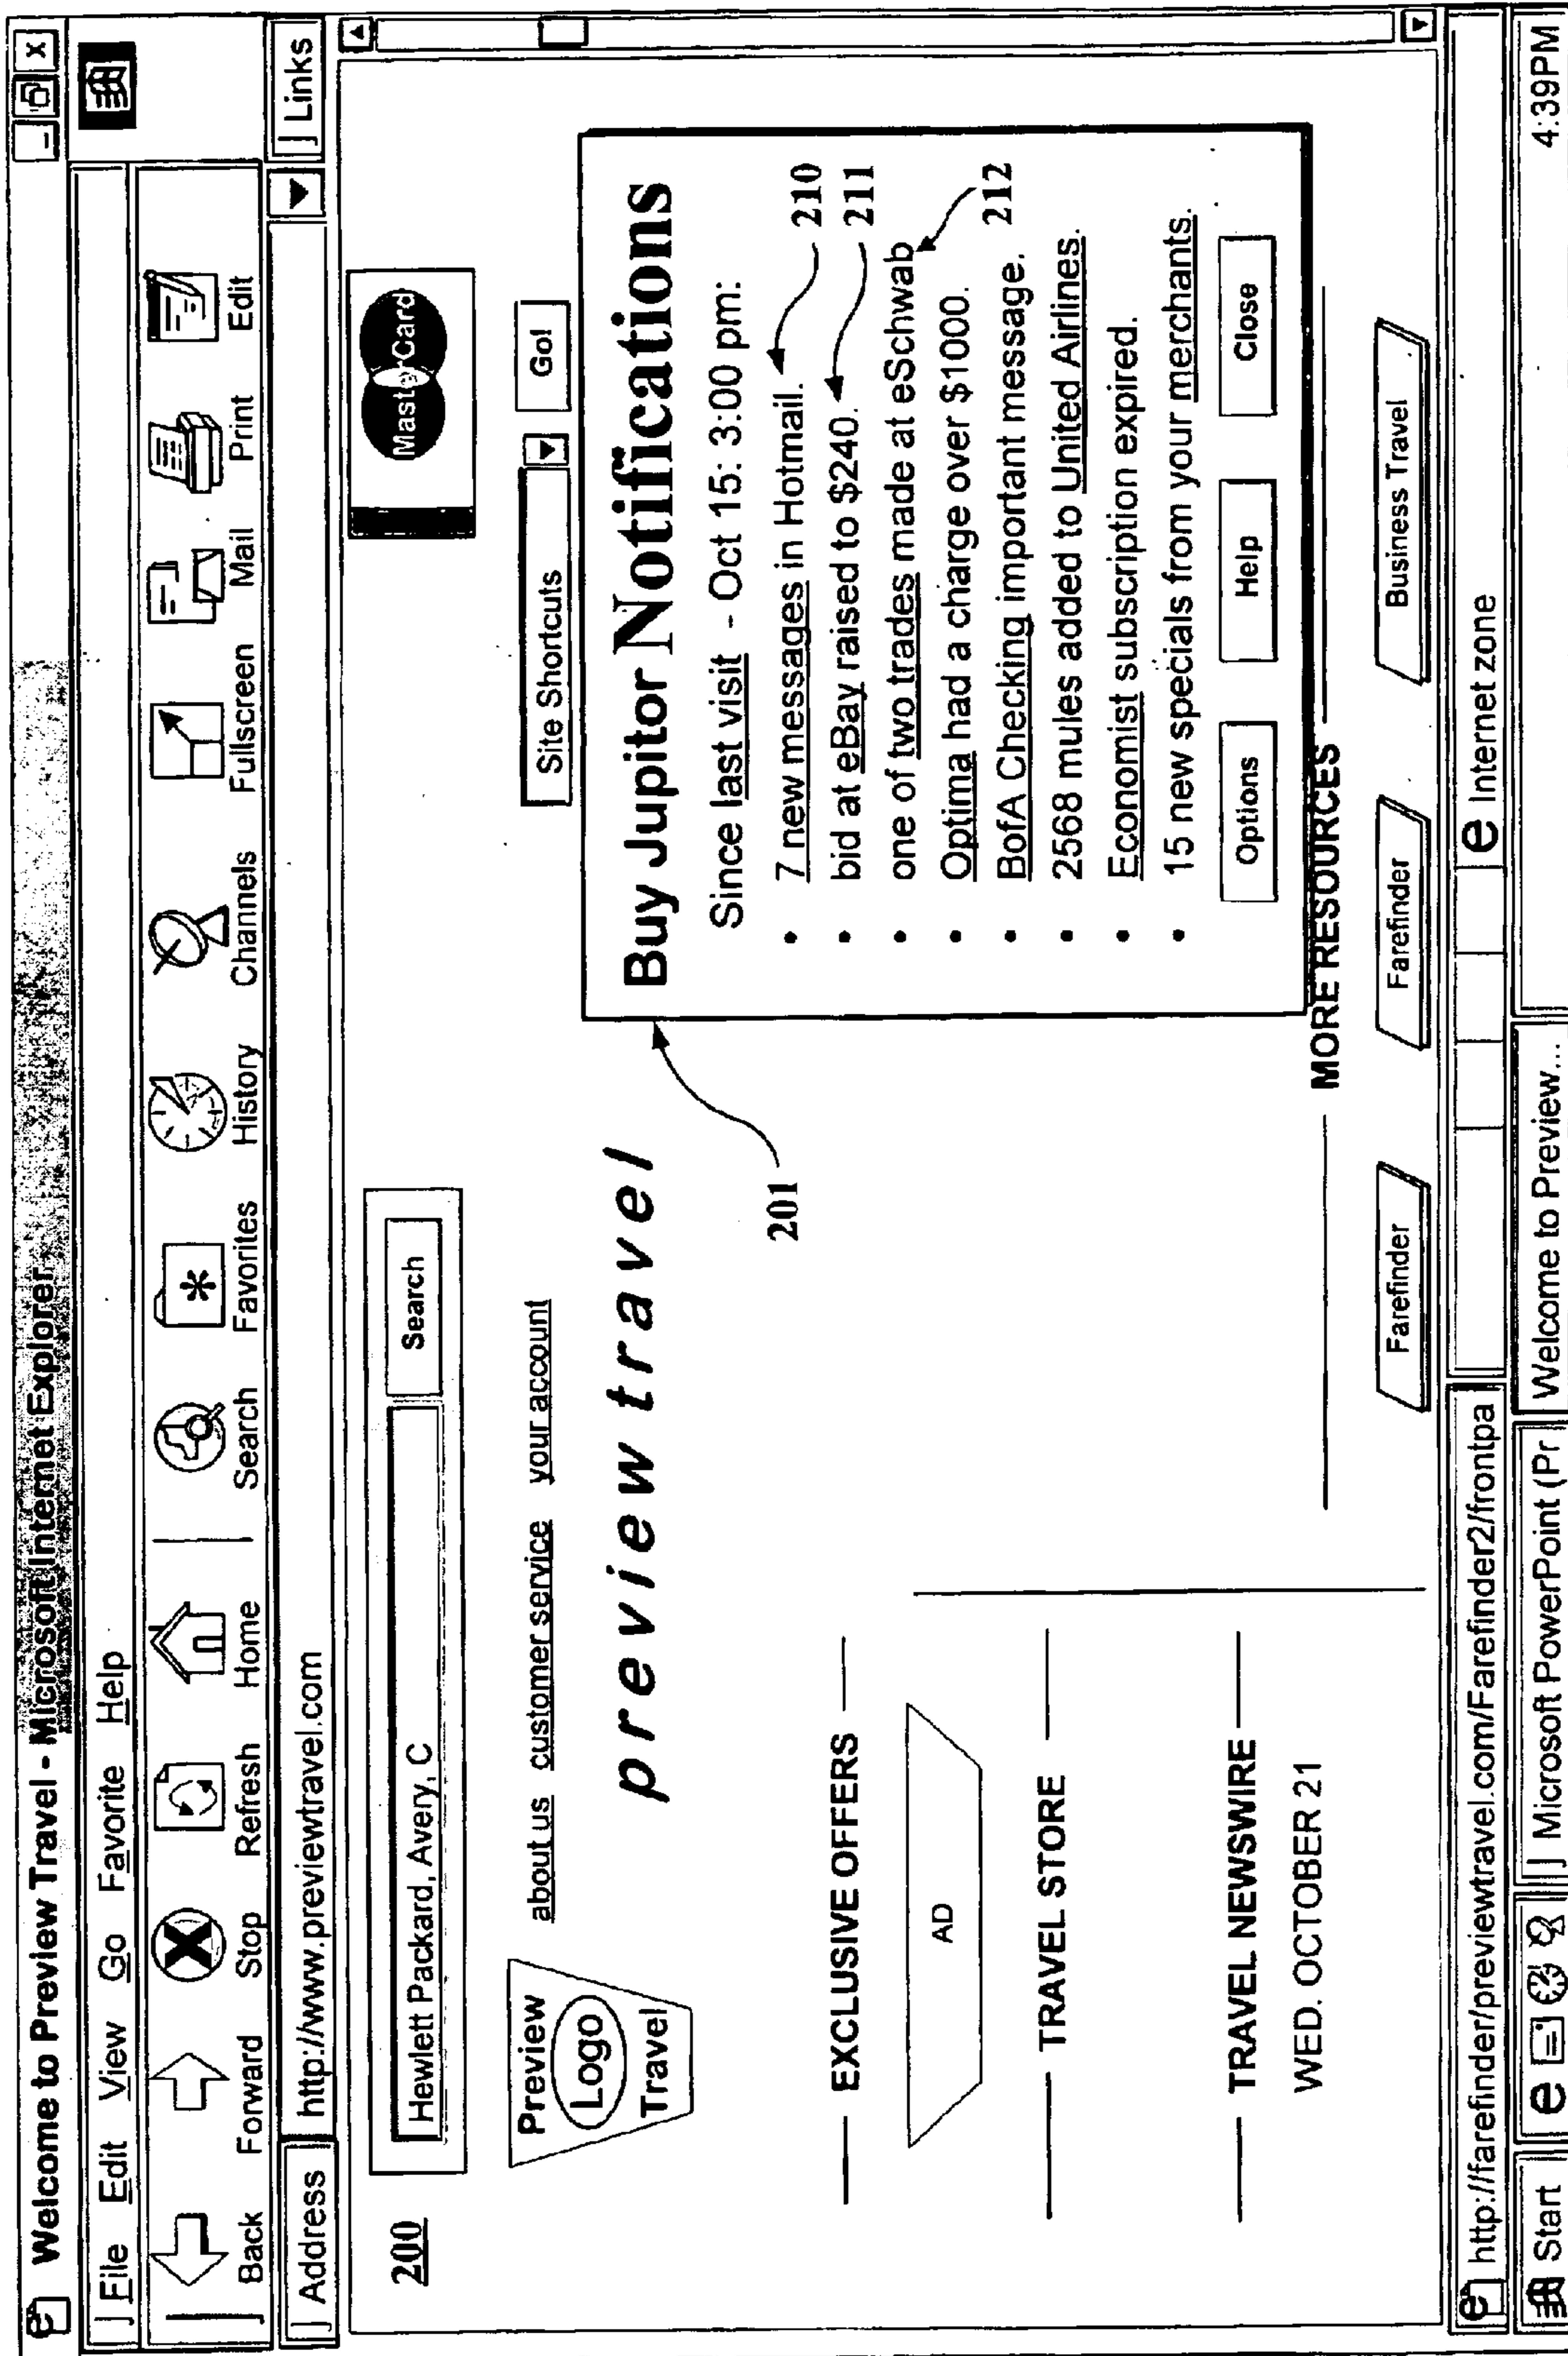 Welcome to Preview Travel - Microsoft Internet Explorer
File Edit View Go Favorite Help
Back Forward Stop Refresh Home Search Favorites History Channels Fullscreen Mail Print Edit
Address http://www.previewtravel.com Links
200
Hewlett Packard, Avery, C Search
MasterCard
Preview
Logo
Travel
about us customer service your account
Site Shortcuts Go!
preview travel
201
Buy Jupitor Notifications
Since last visit - Oct 15: 3:00 pm:
• 7 new messages in Hotmail. 210
• bid at eBay raised to $240. 211
• one of two trades made at eSchwab
• Optima had a charge over $1000. 212
• BofA Checking important message.
• 2568 mules added to United Airlines.
• Economist subscription expired.
• 15 new specials from your merchants.
Options Help Close
EXCLUSIVE OFFERS
AD
TRAVEL STORE
TRAVEL NEWSWIRE
WED. OCTOBER 21
MORE RESOURCES
Farefinder Farefinder Business Travel
http://farefinder/previewtravel.com/Farefinder2/frontpa Internet zone
Start Microsoft PowerPoint (Pr Welcome to Preview... 4:39PM